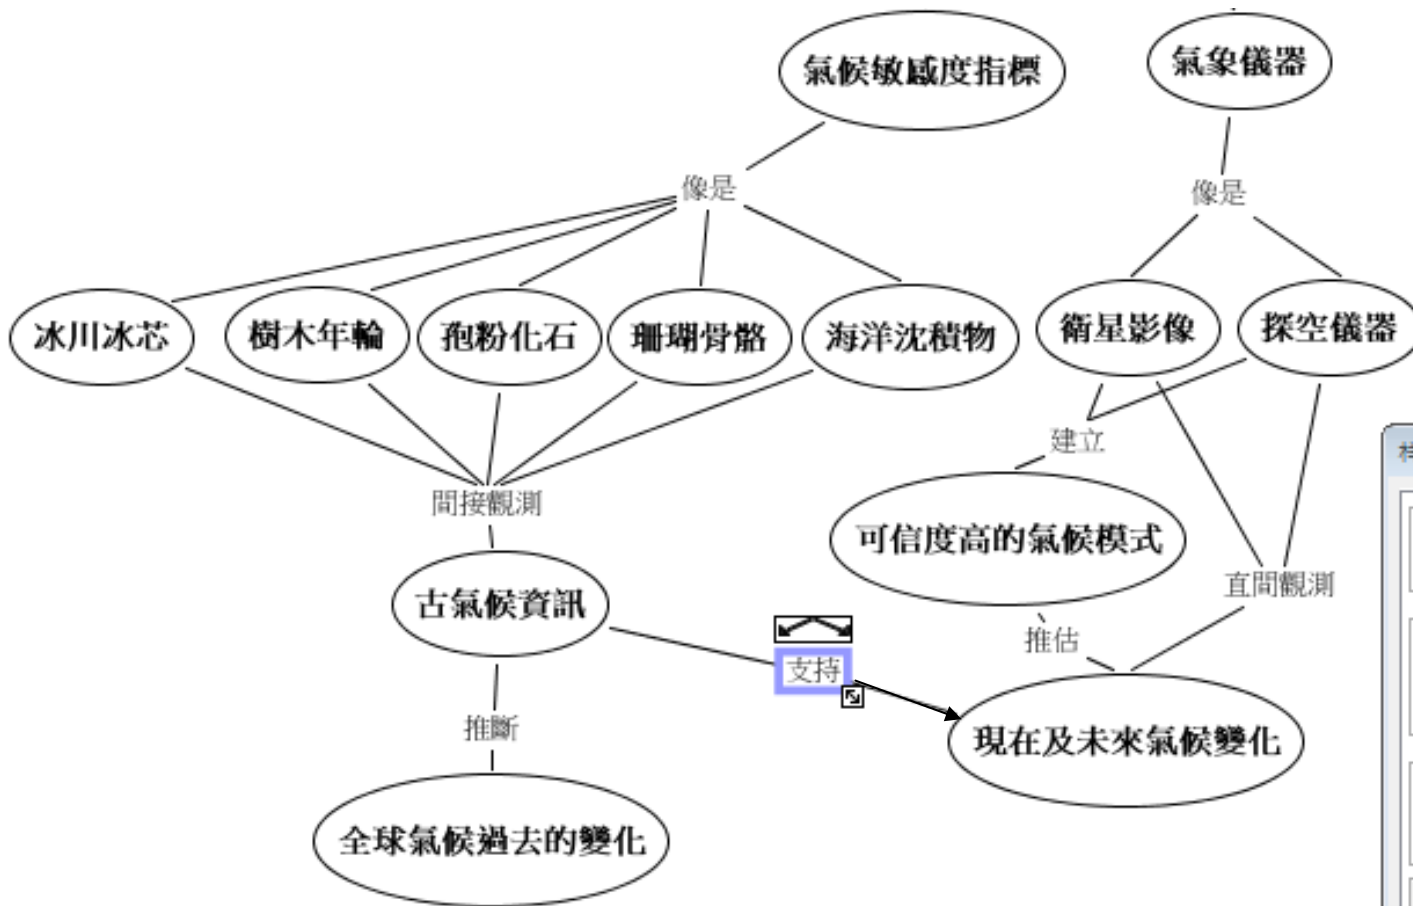 氣候敏感度指標
氣象儀器
像是
像是
冰川冰芯
樹木年輪
孢粉化石
珊瑚骨骼
海洋沈積物
衛星影像
探空儀器
建立
間接觀測
可信度高的氣候模式
直間觀測
古氣候資訊
推估
支持
推斷
現在及未來氣候變化
全球氣候過去的變化